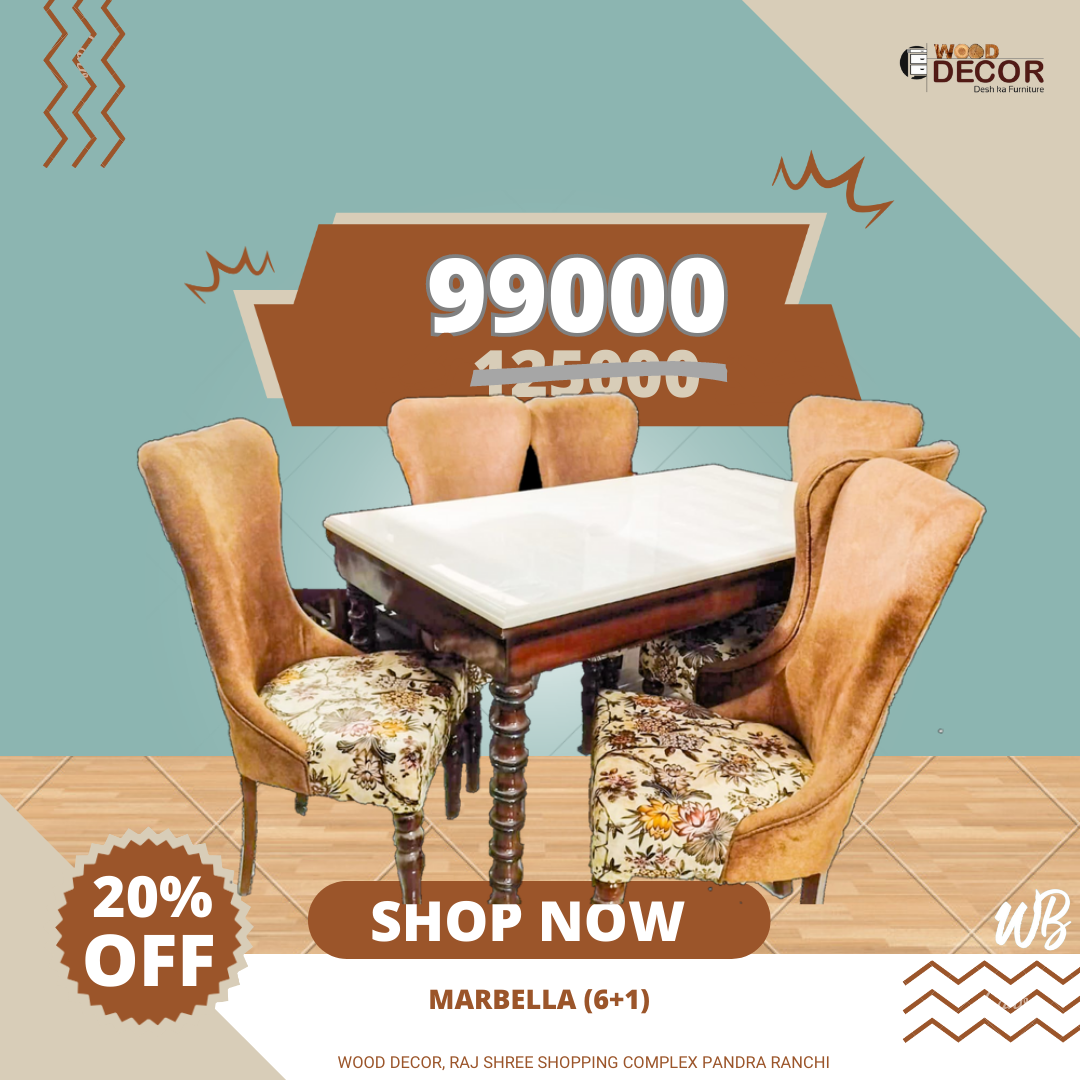 WOOD
DECOR
Desh ka Furniture
99000
125000
20%
OFF
SHOP NOW
WB
MARBELLA (6+1)
WOOD DECOR, RAJ SHREE SHOPPING COMPLEX PANDRA RANCHI